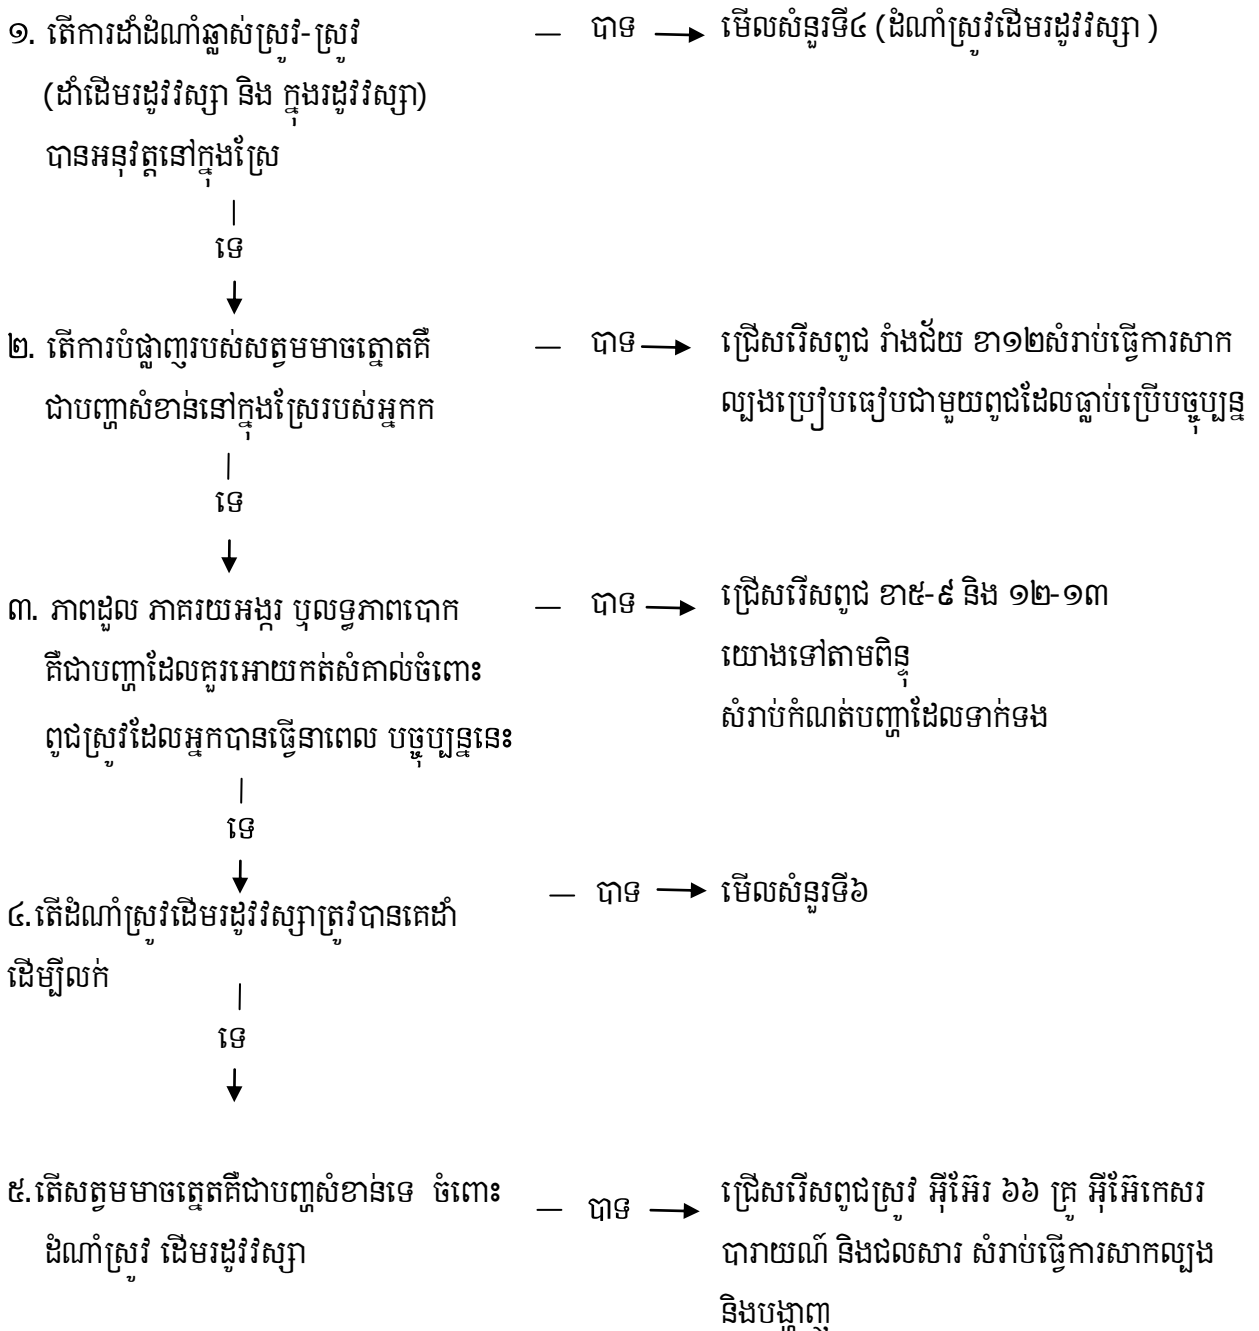 ១. តើការដាំដំណាំឆ្លាស់ស្រូវ-ស្រូវ — បាទ → មើលសំនួរទី៤ (ដំណាំស្រូវដើមរដូវវស្សា )
(ដាំដើមរដូវវស្សា និង ក្នុងរដូវវស្សា)
បានអនុវត្តនៅក្នុងស្រែ
|
ទេ
↓
២. តើការបំផ្លាញរបស់សត្វមមាចត្នោតគឺ — បាទ → ជ្រើសរើសពូជ រាំងជ័យ ខា១២សំរាប់ធ្វើការសាក
ជាបញ្ហាសំខាន់នៅក្នុងស្រែរបស់អ្នកក ល្បងប្រៀបធៀបជាមួយពូជដែលធ្លាប់ប្រើបច្ចុប្បន្ន
|
ទេ
↓
៣. ភាពដួល ភាគរយអង្ករ ឬលទ្ធភាពបោក — បាទ → ជ្រើសរើសពូជ ខា៥-៩ និង ១២-១៣
គឺជាបញ្ហាដែលគួរអោយកត់សំគាល់ចំពោះ យោងទៅតាមពិន្ទុ
ពូជស្រូវដែលអ្នកបានធ្វើនាពេល បច្ចុប្បន្ននេះ សំរាប់កំណត់បញ្ហាដែលទាក់ទង
|
ទេ
↓
៤.តើដំណាំស្រូវដើមរដូវវស្សាត្រូវបានគេដាំ — បាទ → មើលសំនួរទី៦
ដើម្បីលក់
|
ទេ
↓
៥.តើសត្វមមាចត្នេតគឺជាបញ្ហសំខាន់ទេ ចំពោះ — បាទ → ជ្រើសរើសពូជស្រូវ អ៊ីអ៊ែរ ៦៦ គ្រូ អ៊ីអ៊ែកេសរ
ដំណាំស្រូវ ដើមរដូវវស្សា បារាយណ៍ និងជលសារ សំរាប់ធ្វើការសាកល្បង
និងបង្ហាញ